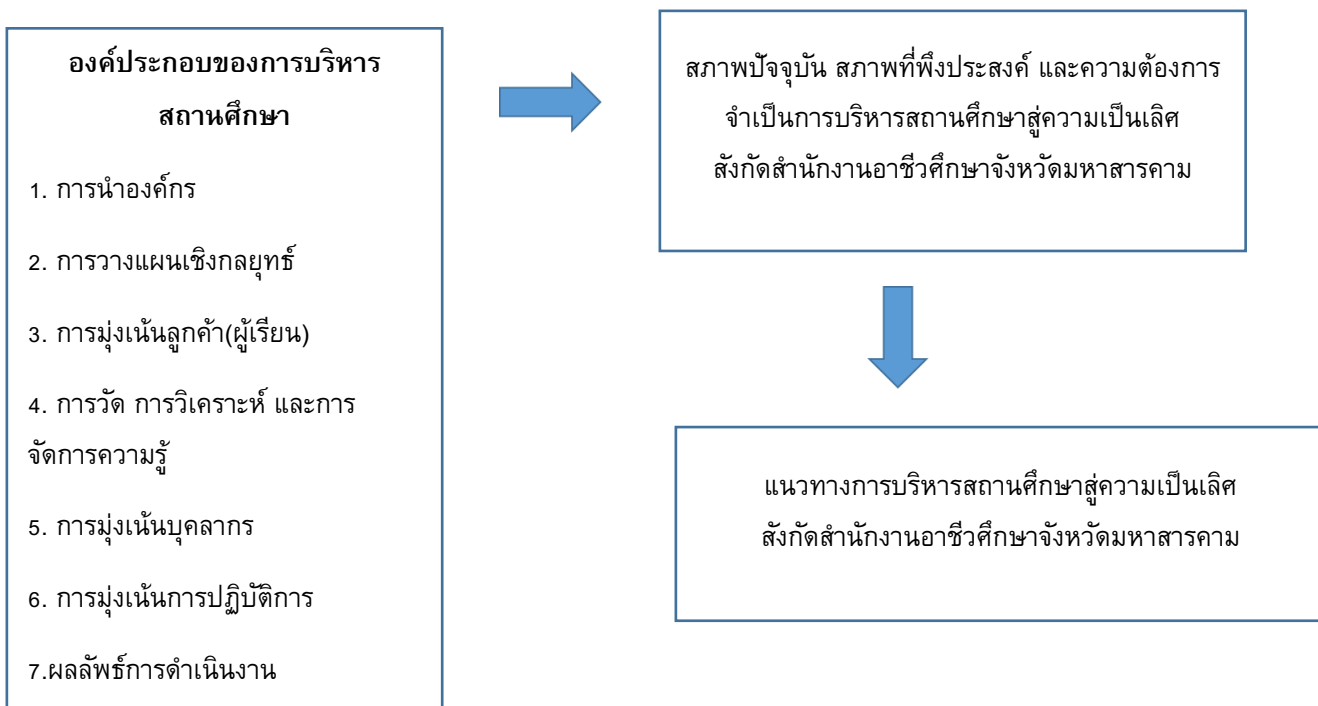 องค์ประกอบของการบริหาร
สถานศึกษา
1. การนำองค์กร
2. การวางแผนเชิงกลยุทธ์
3. การมุ่งเน้นลูกค้า(ผู้เรียน)
4. การวัด การวิเคราะห์ และการ
จัดการความรู้
5. การมุ่งเน้นบุคลากร
6. การมุ่งเน้นการปฏิบัติการ
7.ผลลัพธ์การดำเนินงาน
สภาพปัจจุบัน สภาพที่พึงประสงค์ และความต้องการ
จำเป็นการบริหารสถานศึกษาสู่ความเป็นเลิศ
สังกัดสำนักงานอาชีวศึกษาจังหวัดมหาสารคาม
แนวทางการบริหารสถานศึกษาสู่ความเป็นเลิศ
สังกัดสำนักงานอาชีวศึกษาจังหวัดมหาสารคาม